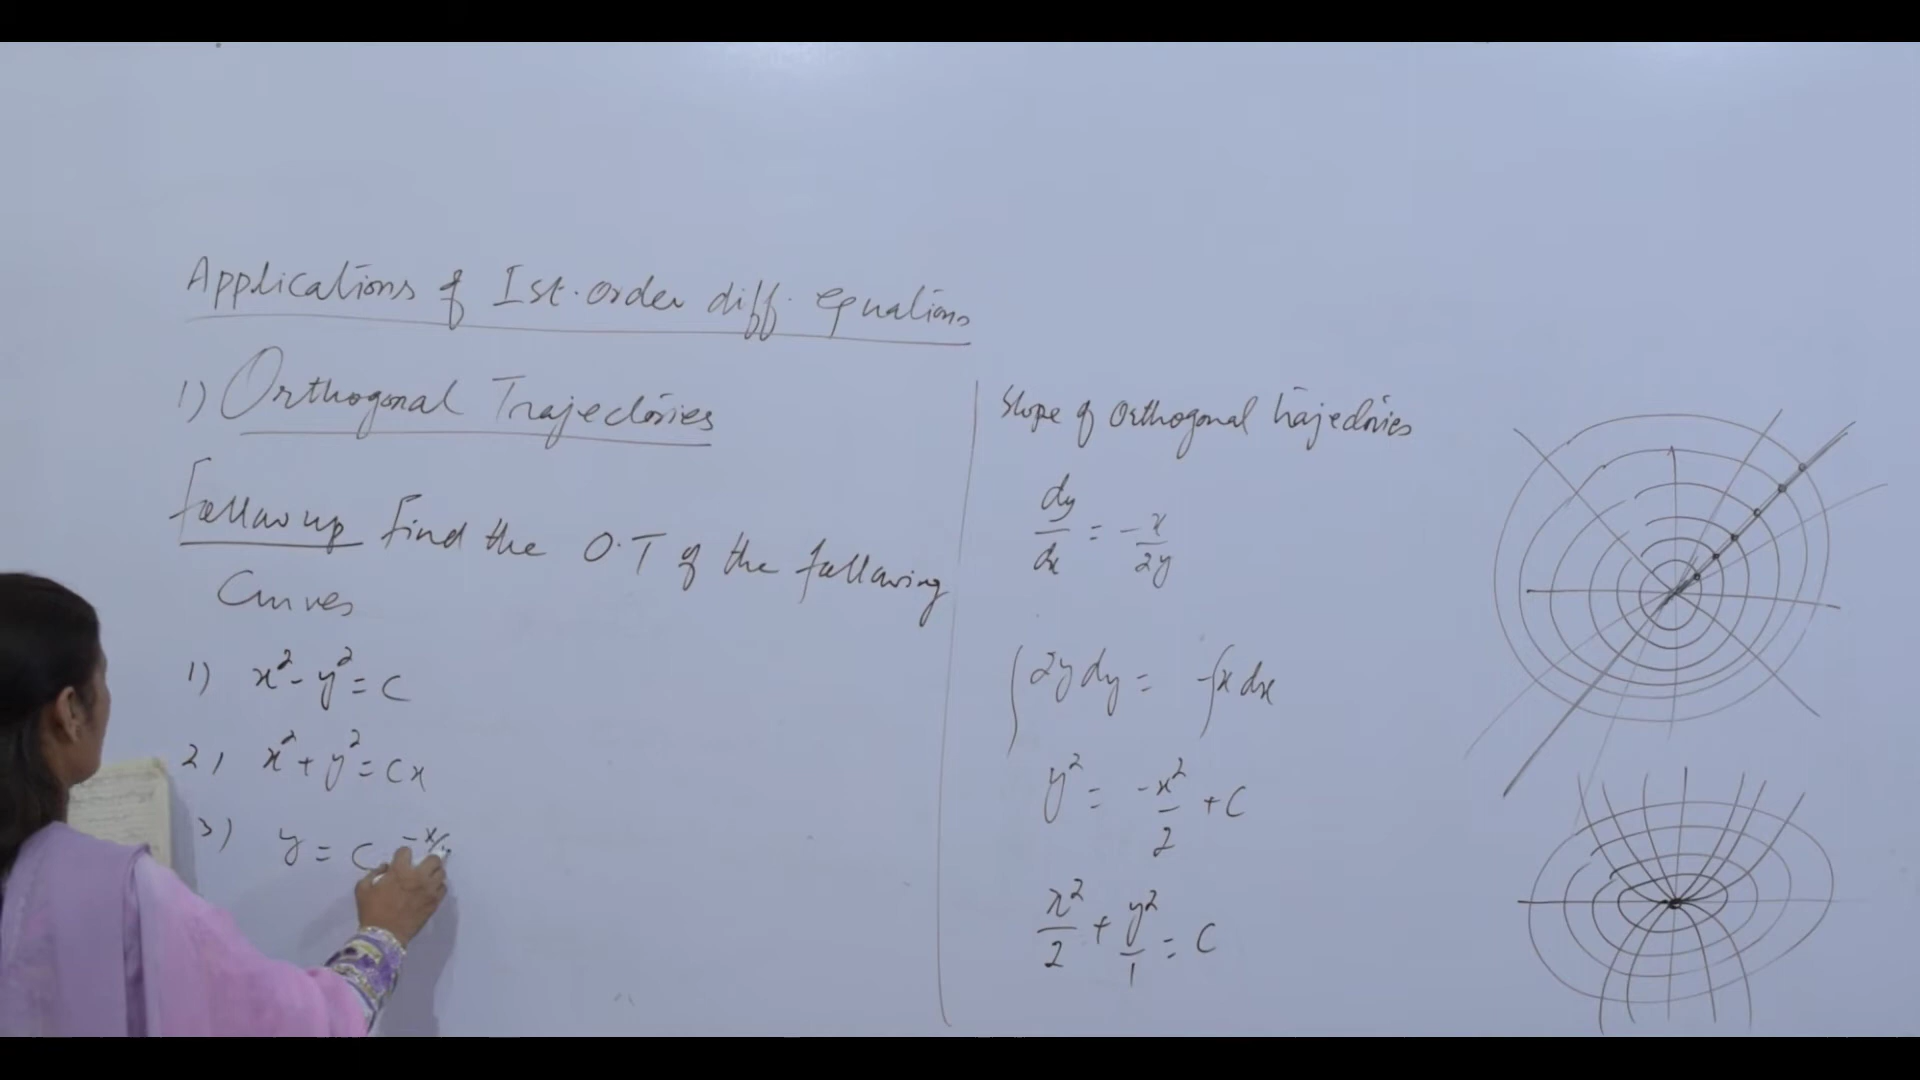 Applications of Ist. order diff. equations
1) Orthogonal Trajectories
Followup Find the O.T of the following
Curves
1) x² - y² = C
2) x² + y² = Cx
3) y = C
Slope of Orthogonal trajectories
dy/dx = -x/2y
∫2y dy = -∫x dx
y² = -x²/2 + C
x²/2 + y²/1 = C